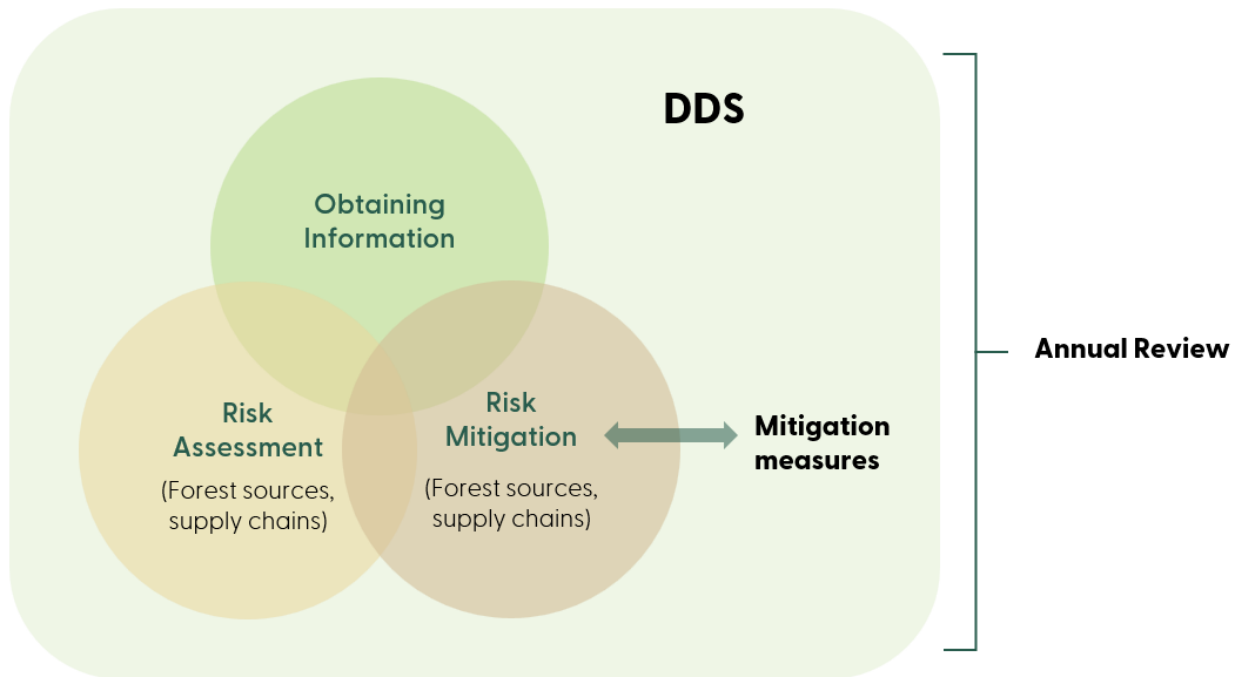 DDS
Obtaining
Information
Risk
Assessment
(Forest sources,
supply chains)
Risk
Mitigation
(Forest sources,
supply chains)
Mitigation
measures
Annual Review